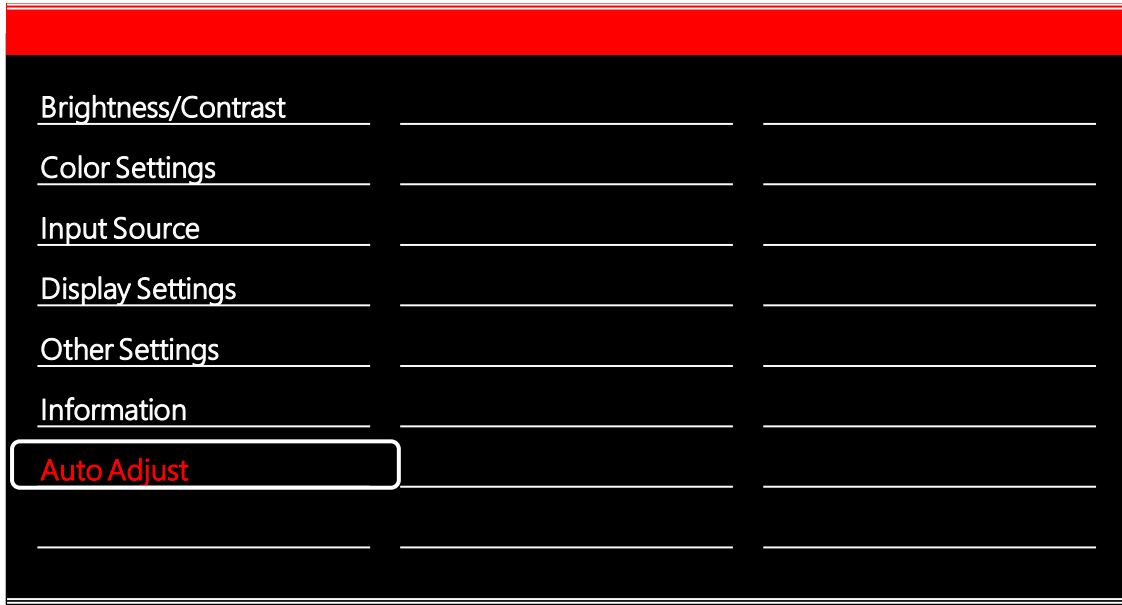 Brightness/Contrast
Color Settings
Input Source
Display Settings
Other Settings
Information
Auto Adjust